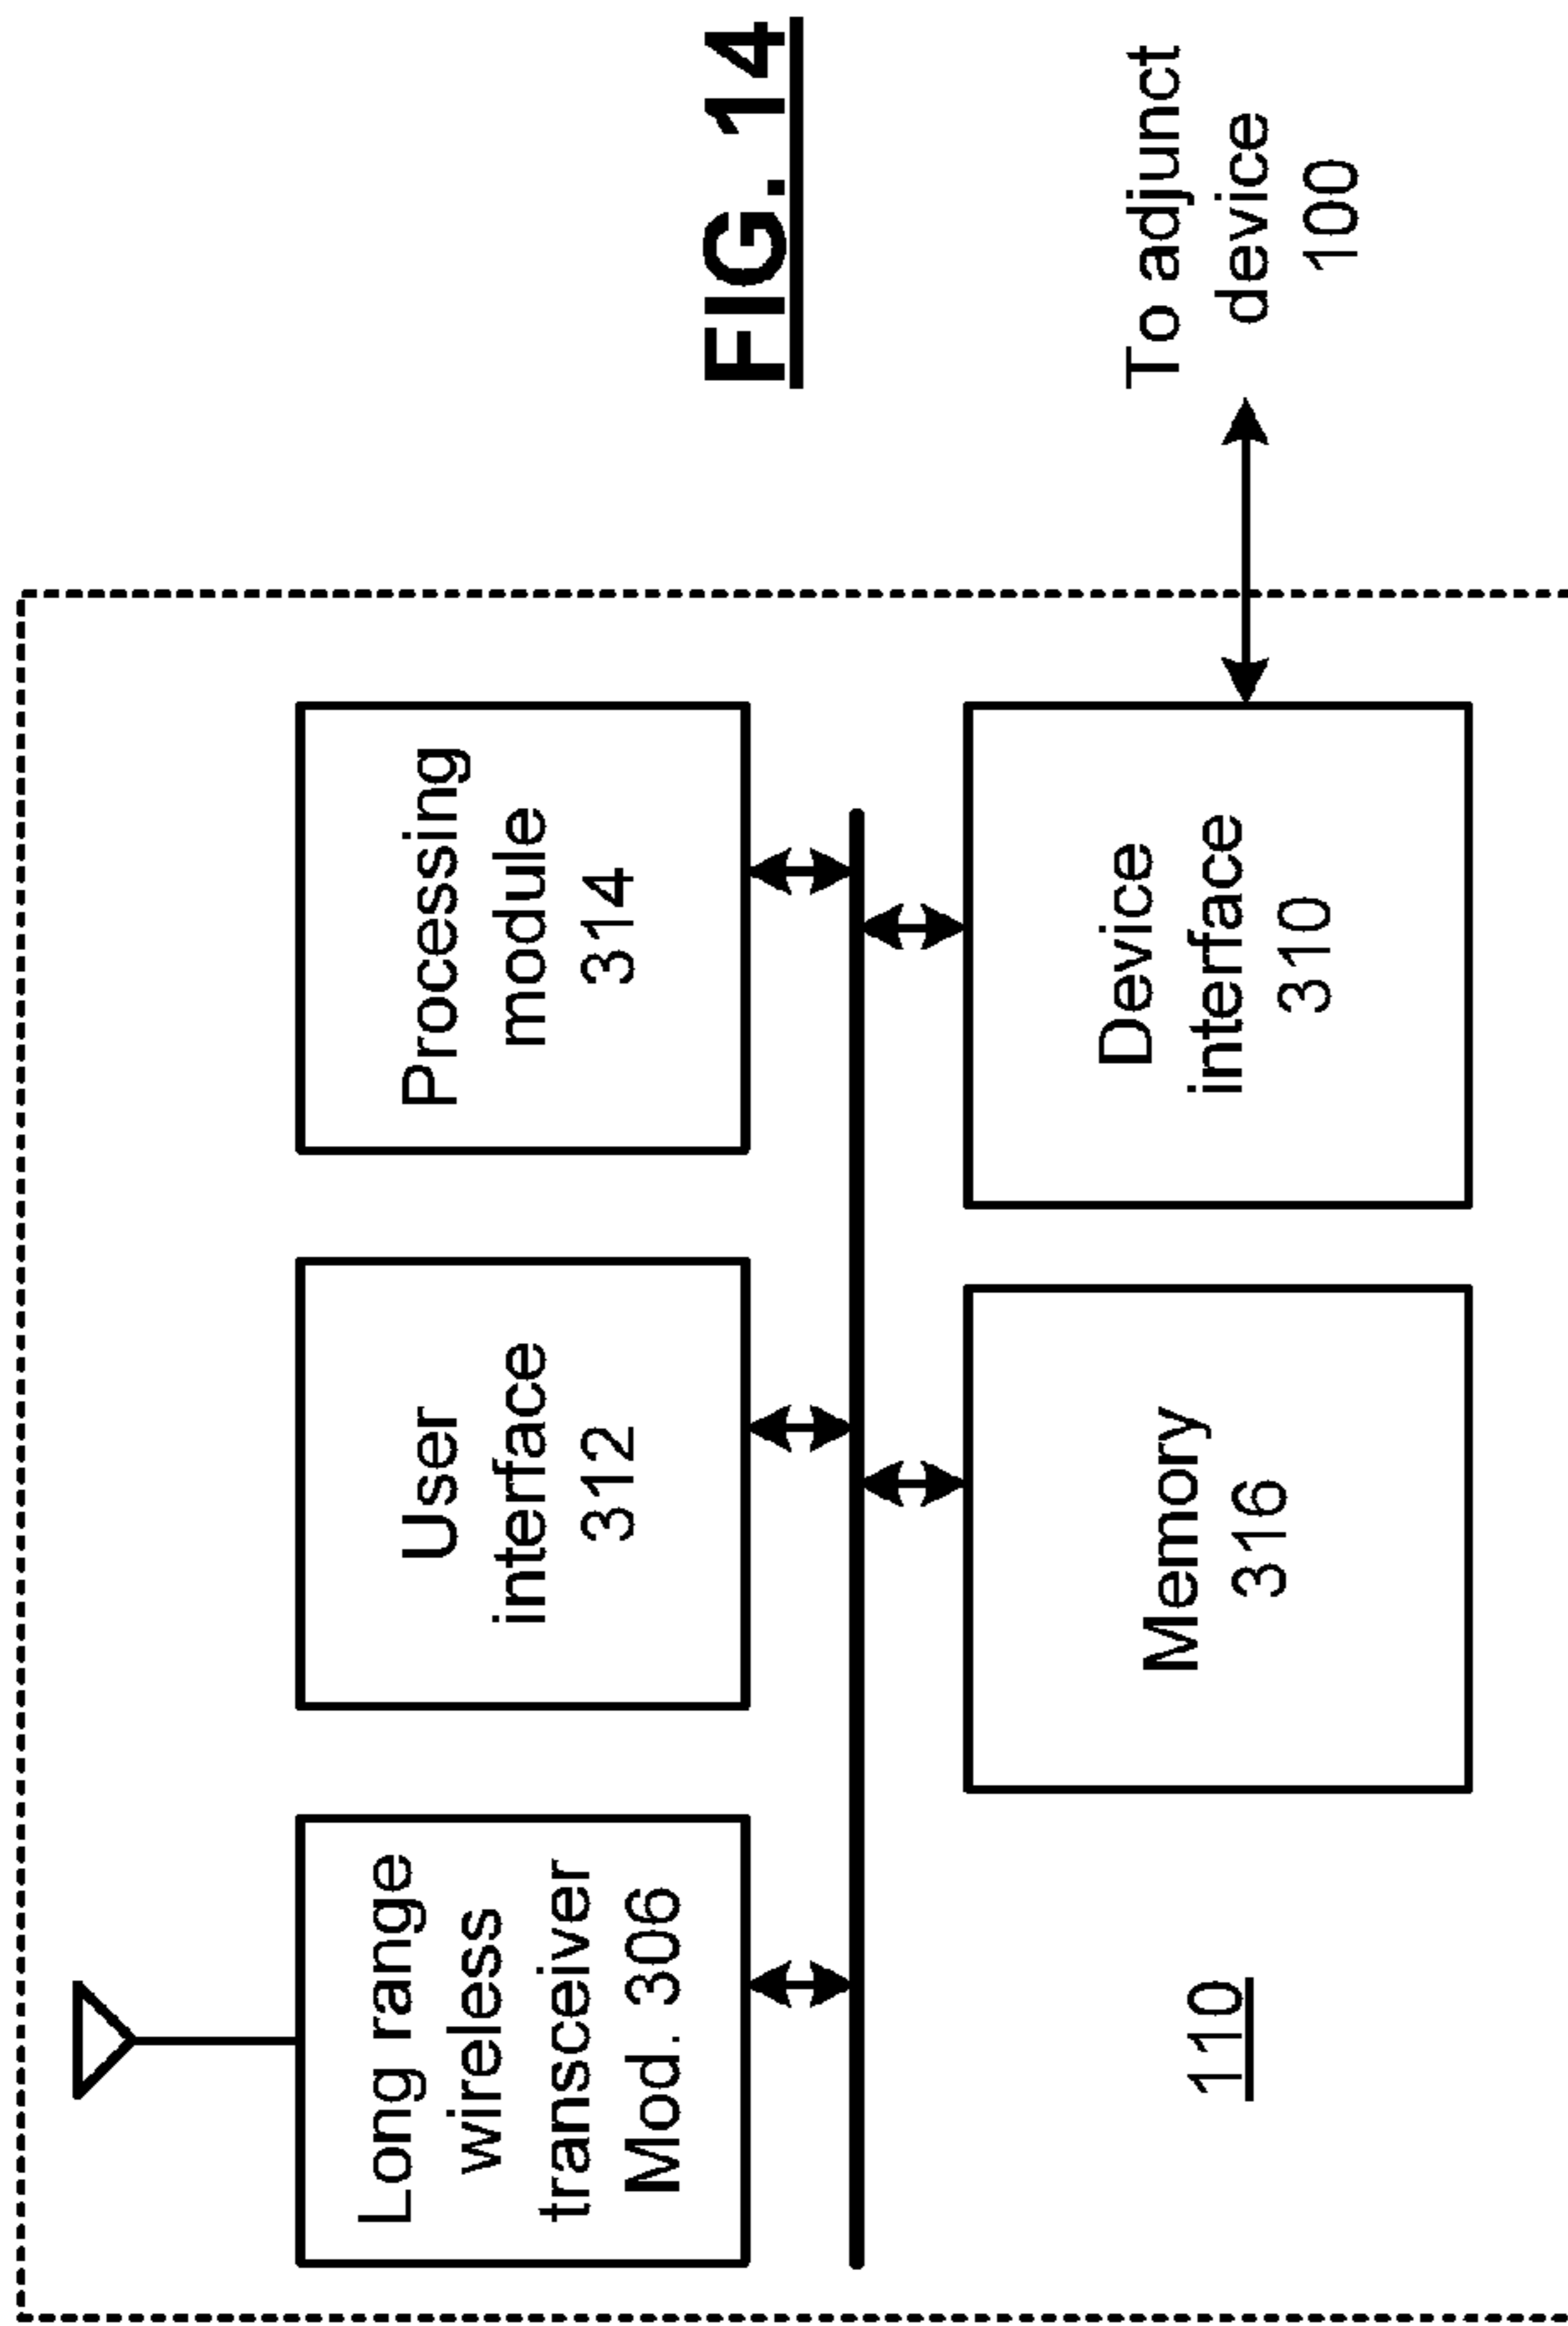 Long range
wireless
transceiver
Mod. 306
User
interface
312
Processing
module
314
110
Memory
316
Device
interface
310
To adjunct
device
100
FIG. 14